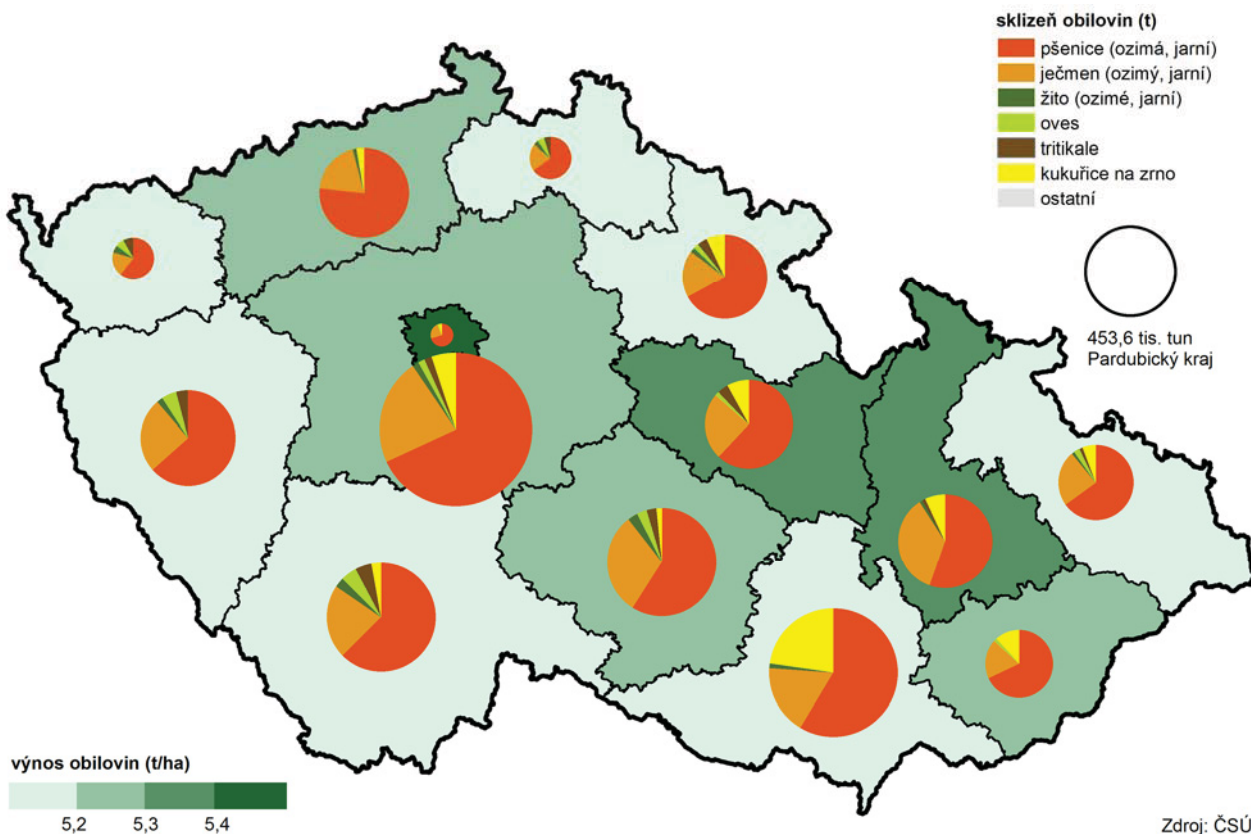 sklizeň obilovin (t)
pšenice (ozimá, jarní)
ječmen (ozimý, jarní)
žito (ozimé, jarní)
oves
tritikale
kukuřice na zrno
ostatní
453,6 tis. tun
Pardubický kraj
výnos obilovin (t/ha)
5,2 5,3 5,4
Zdroj: ČSÚ